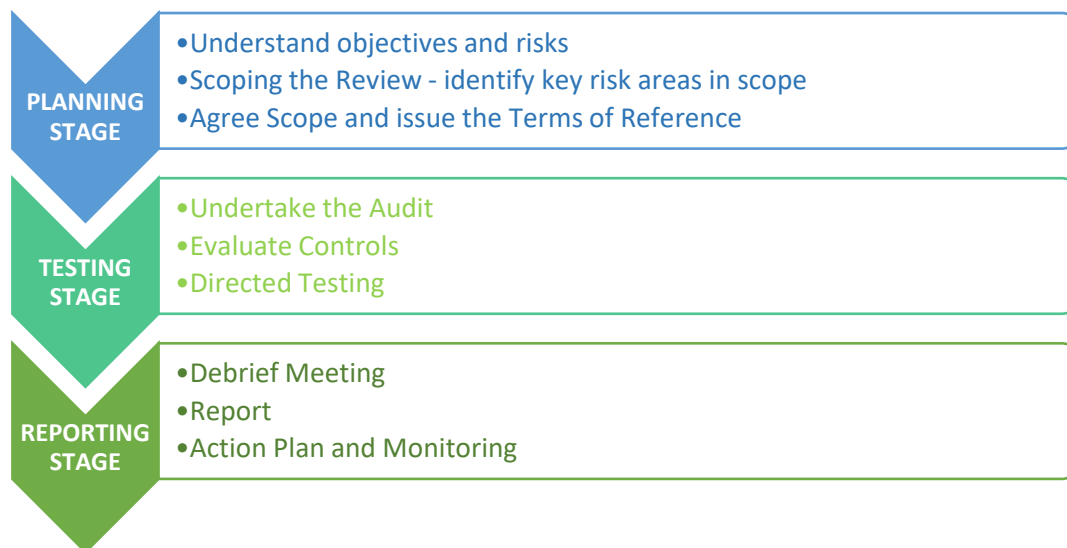 PLANNING
STAGE
•Understand objectives and risks
•Scoping the Review - identify key risk areas in scope
•Agree Scope and issue the Terms of Reference
TESTING
STAGE
•Undertake the Audit
•Evaluate Controls
•Directed Testing
REPORTING
STAGE
•Debrief Meeting
•Report
•Action Plan and Monitoring